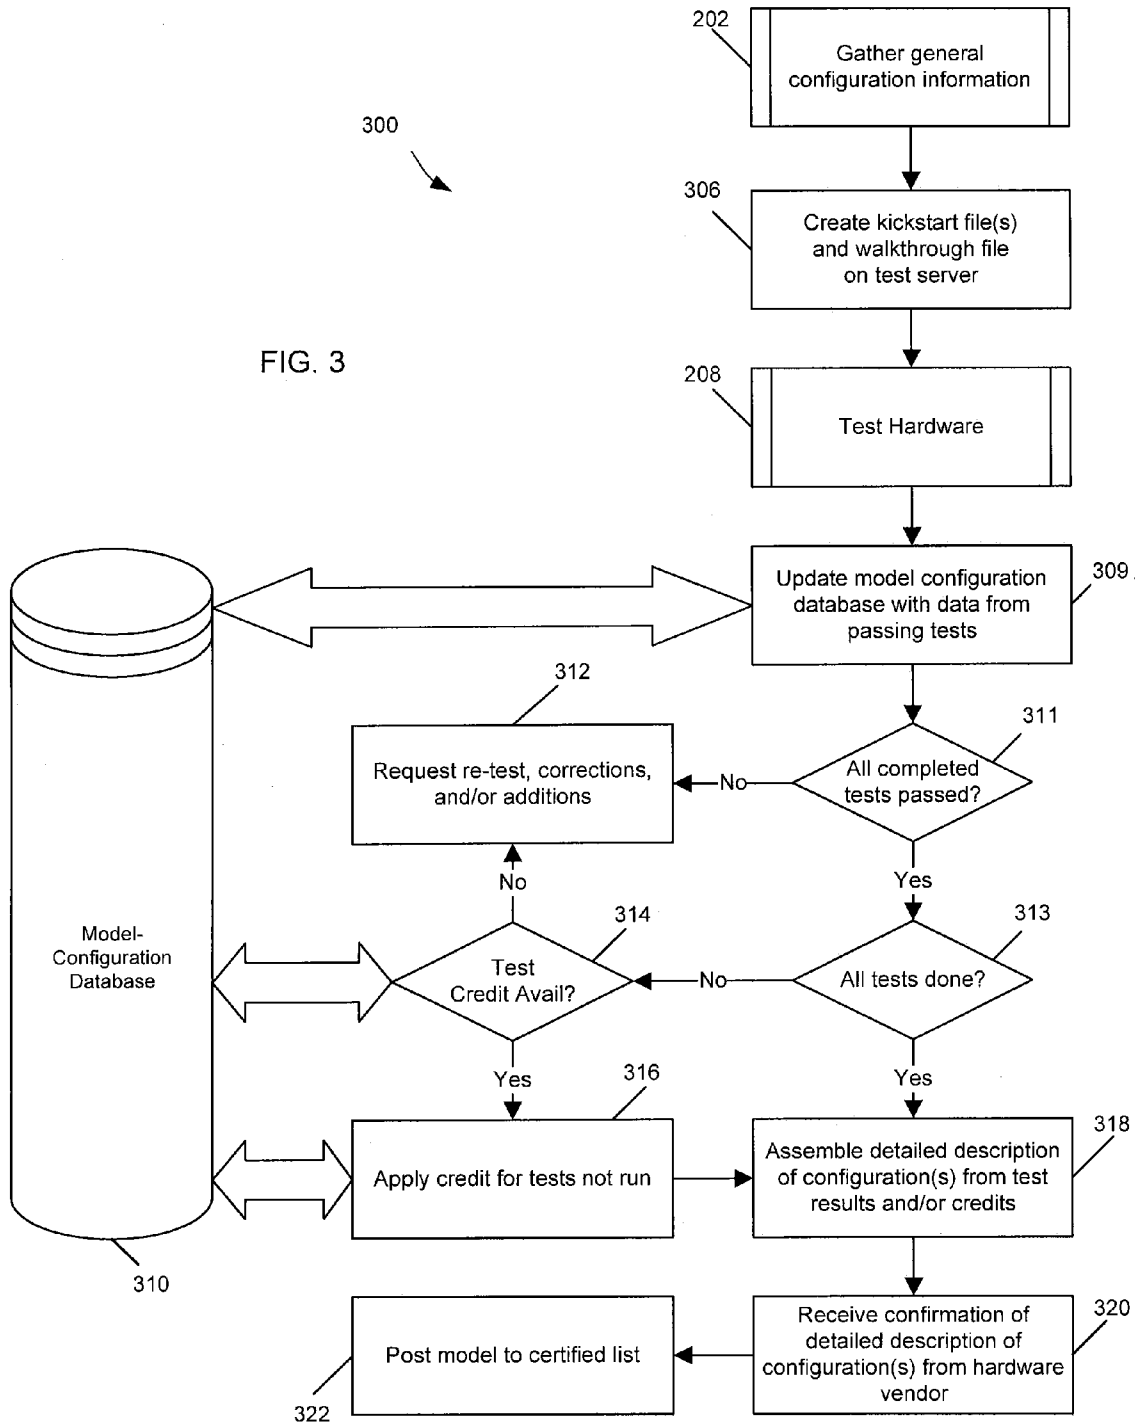 202
Gather general
configuration information
300
306
Create kickstart file(s)
and walkthrough file
on test server
FIG. 3
208
Test Hardware
309
Update model configuration
database with data from
passing tests
312
Request re-test, corrections,
and/or additions
No
311
All completed
tests passed?
Yes
No
314
313
Model-
Configuration
Database
Test
Credit Avail?
No
All tests done?
Yes
316
Yes
318
Apply credit for tests not run
Assemble detailed description
of configuration(s) from test
results and/or credits
310
320
Receive confirmation of
detailed description of
configuration(s) from hardware
vendor
Post model to certified list
322